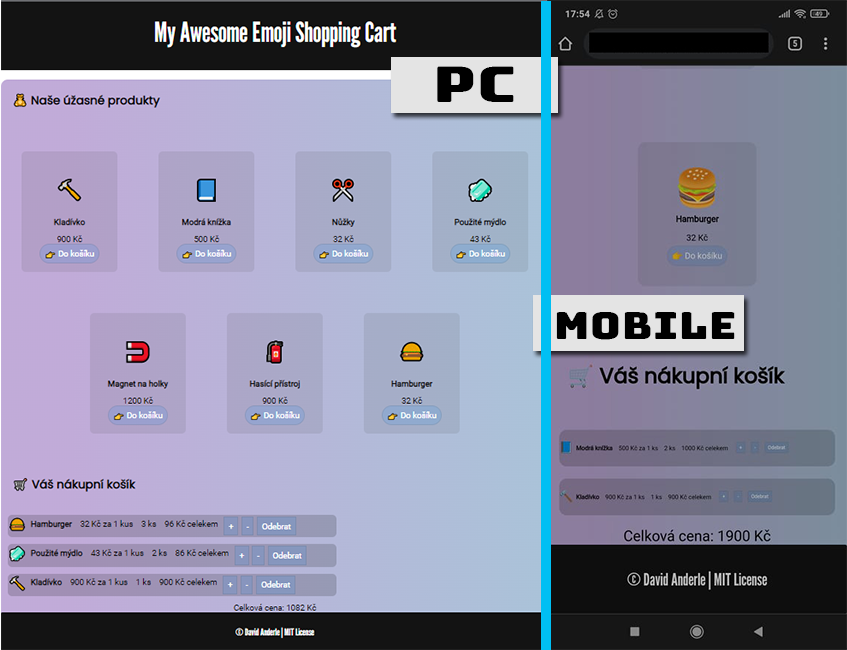 My Awesome Emoji Shopping Cart
PC
Naše úžasné produkty
Kladívko
900 Kč
Do košíku
Modrá knížka
500 Kč
Do košíku
Nůžky
32 Kč
Do košíku
Použité mýdlo
43 Kč
Do košíku
Magnet na holky
1200 Kč
Do košíku
Hasící přístroj
900 Kč
Do košíku
Hamburger
32 Kč
Do košíku
Váš nákupní košík
Hamburger 32 Kč za 1 kus 3 ks 96 Kč celekem + - Odebrat
Použité mýdlo 43 Kč za 1 kus 2 ks 86 Kč celekem + - Odebrat
Kladívko 900 Kč za 1 kus 1 ks 900 Kč celekem + - Odebrat
Celková cena: 1082 Kč
© David Anderle | MIT License
17:54 49
5
Hamburger
32 Kč
Do košíku
MOBILE
Váš nákupní košík
Modrá knížka 500 Kč za 1 ks 2 ks 1000 Kč celekem + - Odebrat
Kladívko 900 Kč za 1 ks 1 ks 900 Kč celekem + - Odebrat
Celková cena: 1900 Kč
© David Anderle | MIT License